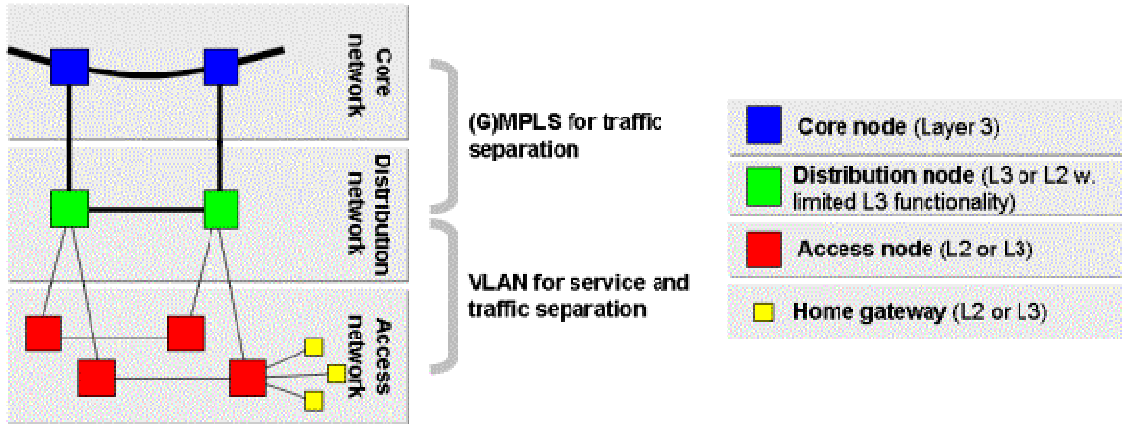 Core
network
Distribution
network
Access
network
(G)MPLS for traffic
separation
VLAN for service and
traffic separation
Core node (Layer 3)
Distribution node (L3 or L2 w.
limited L3 functionality)
Access node (L2 or L3)
Home gateway (L2 or L3)